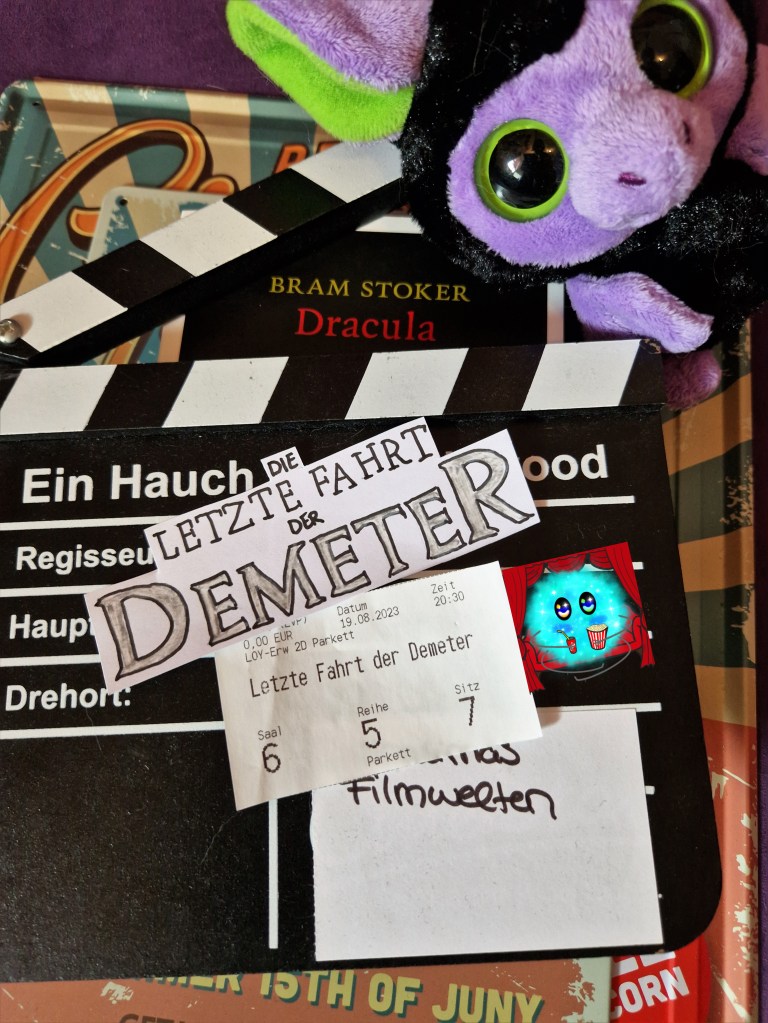 BRAM STOKER
Dracula
Ein Hauch
ood
DIE
LETZTE FAHRT
DER
DEMETER
Regisseu
Haupt
Drehort:
Datum
Zeit
0,00 EUR
19.08.2023
20:30
LOY-Erw 2D Parkett
Letzte Fahrt der Demeter
Saal
Reihe
Sitz
6
5
7
Parkett
Filmwelten
MER 15TH OF JUNY
CORN